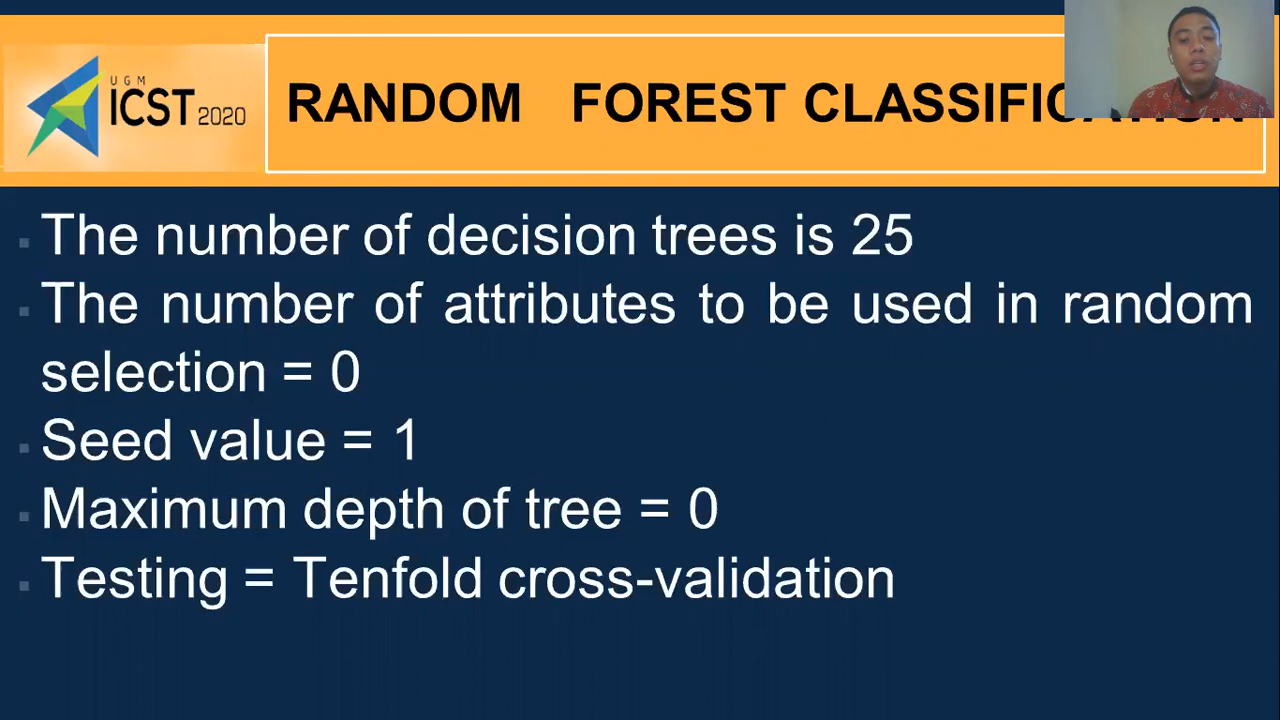 UGM
ICST 2020
RANDOM FOREST CLASSIFICATION
The number of decision trees is 25
The number of attributes to be used in random
selection = 0
Seed value = 1
Maximum depth of tree = 0
Testing = Tenfold cross-validation